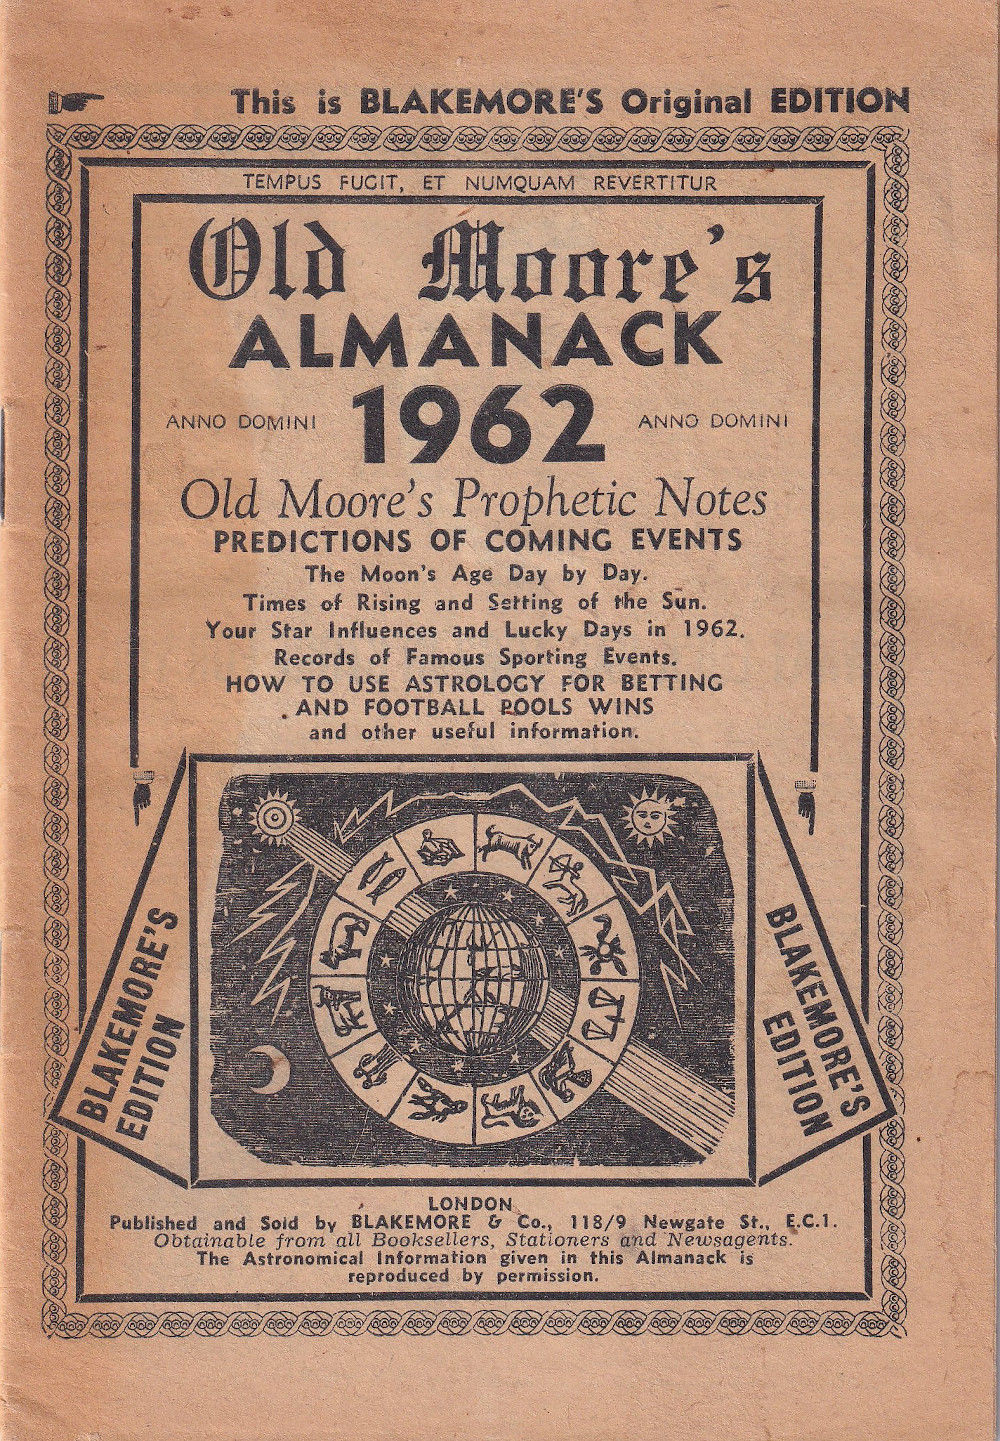 This is BLAKEMORE'S Original EDITION
TEMPUS FUGIT, ET NUMQUAM REVERTITUR
Old Moore's
ALMANACK
1962
ANNO DOMINI
ANNO DOMINI
Old Moore's Prophetic Notes
PREDICTIONS OF COMING EVENTS
The Moon's Age Day by Day.
Times of Rising and Setting of the Sun.
Your Star Influences and Lucky Days in 1962.
Records of Famous Sporting Events.
HOW TO USE ASTROLOGY FOR BETTING
AND FOOTBALL POOLS WINS
and other useful information.
BLAKEMORE'S
EDITION
BLAKEMORE'S
EDITION
LONDON
Published and Sold by BLAKEMORE & Co., 118/9 Newgate St., E.C.1.
Obtainable from all Booksellers, Stationers and Newsagents.
The Astronomical Information given in this Almanack is
reproduced by permission.